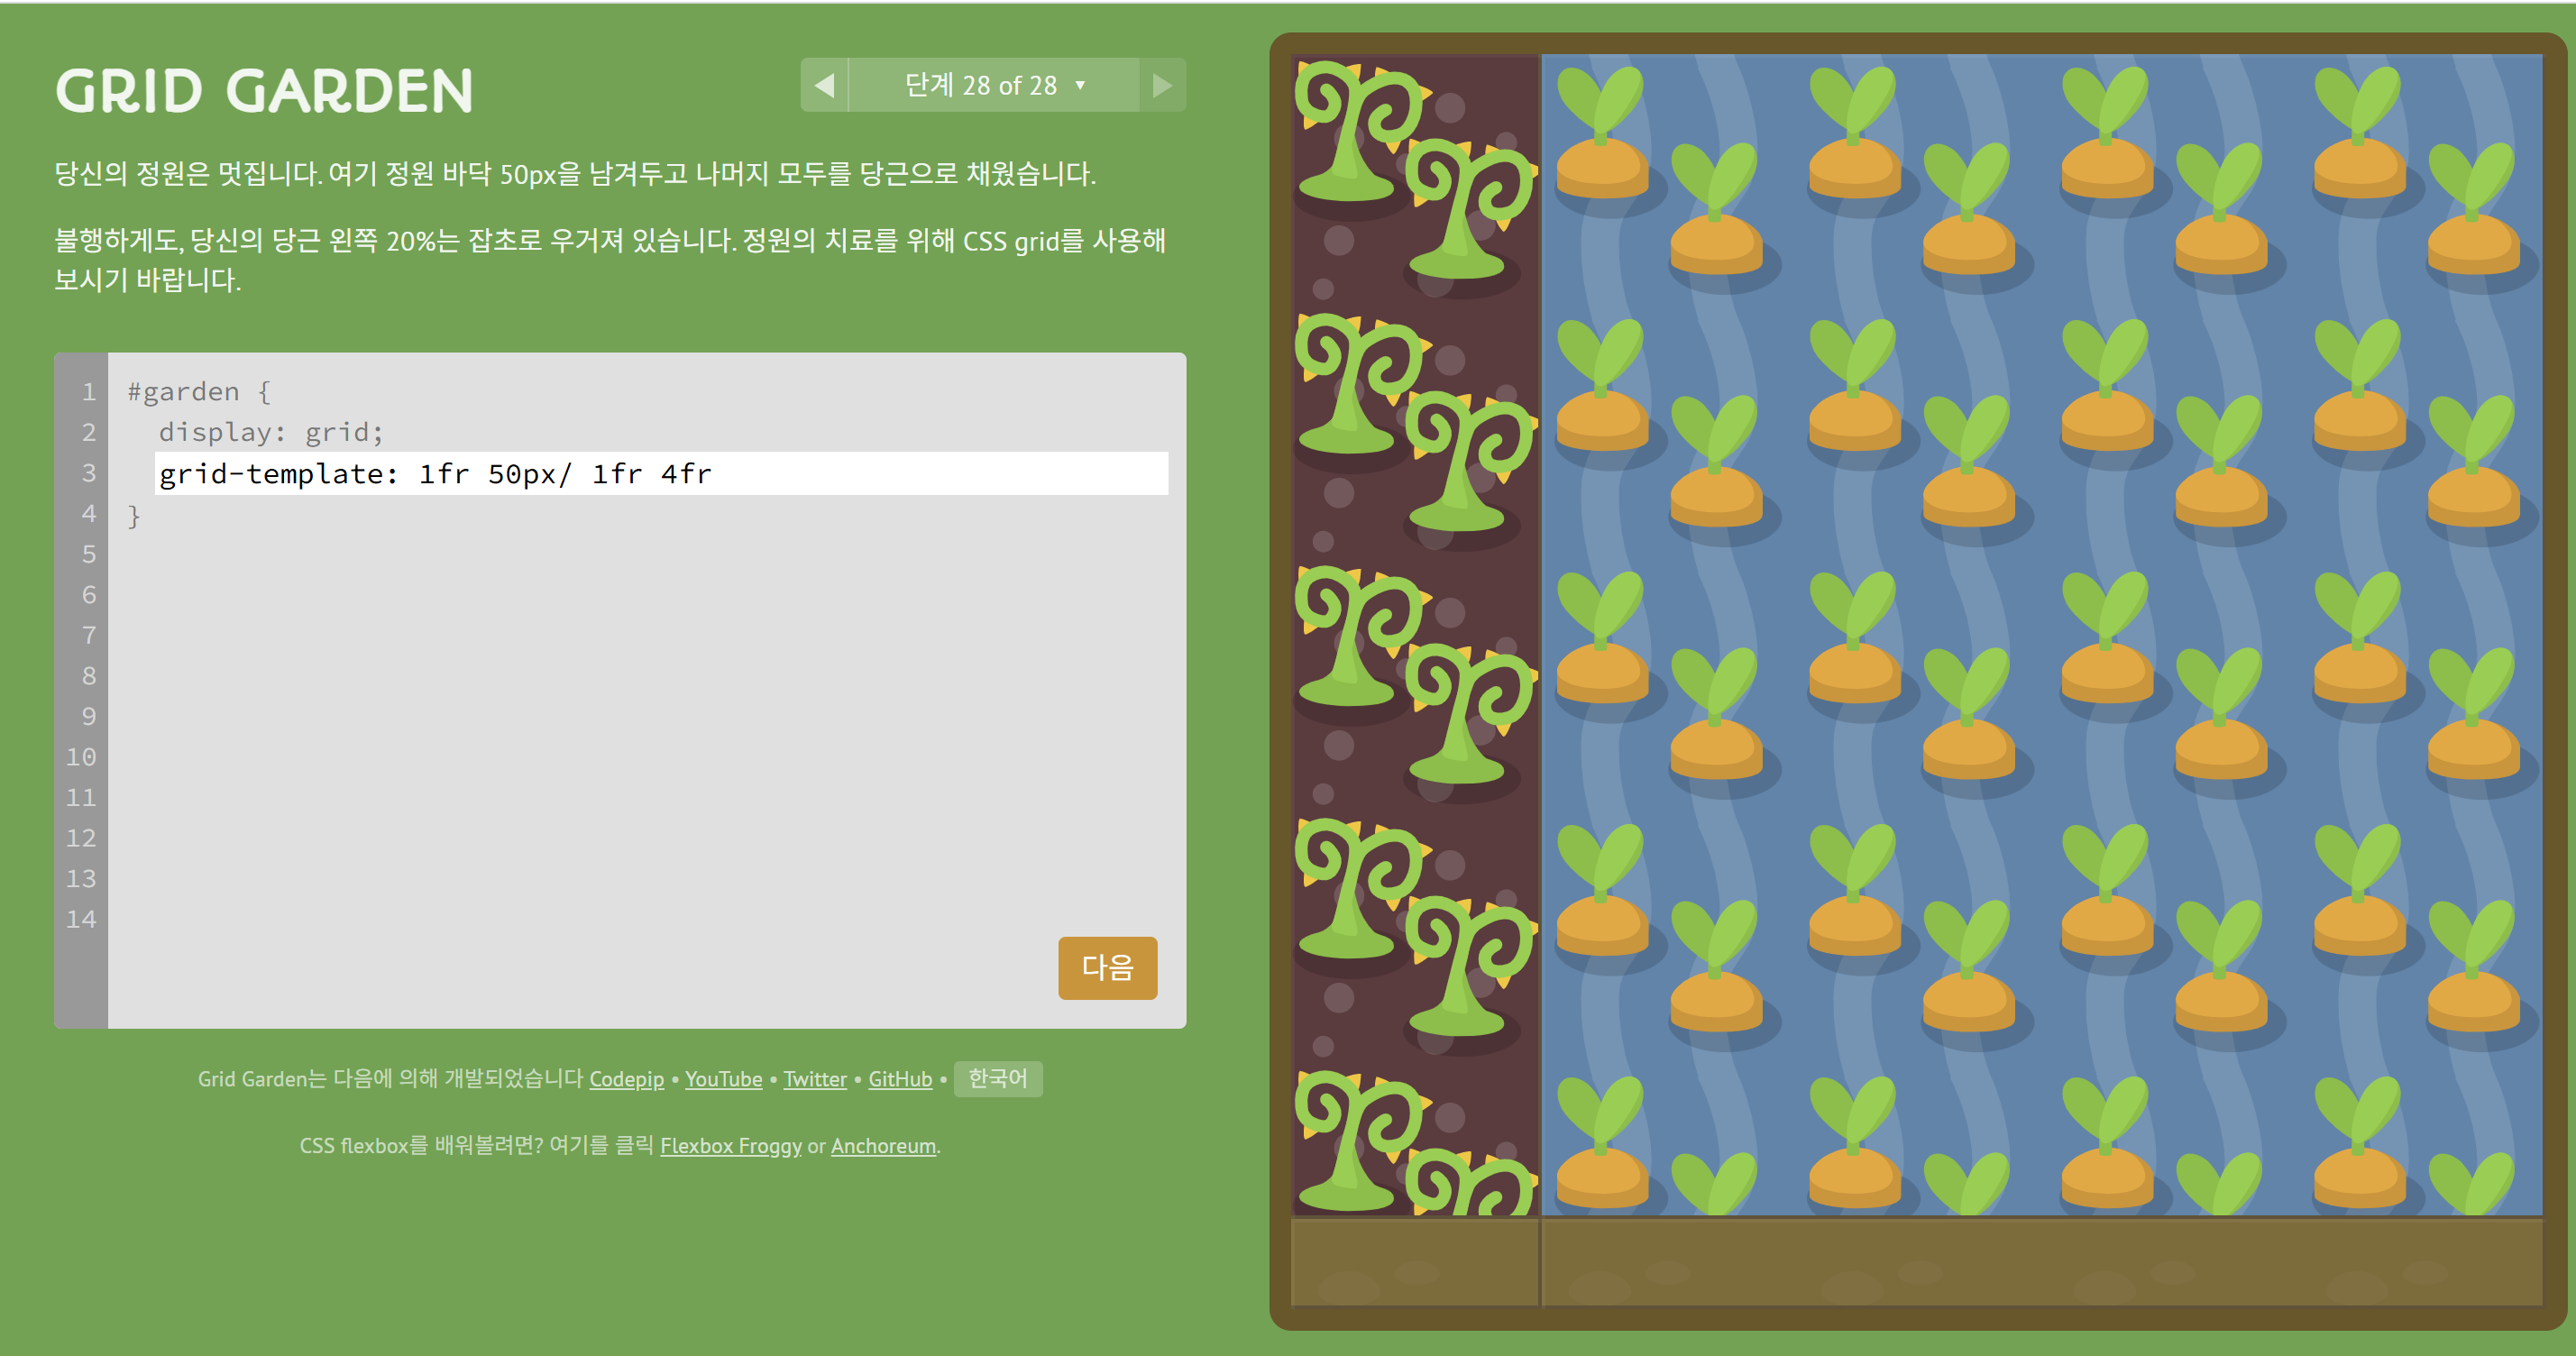 GRID GARDEN
◀ 단계 28 of 28 ▼ ▶
당신의 정원은 멋집니다. 여기 정원 바닥 50px을 남겨두고 나머지 모두를 당근으로 채웠습니다.
불행하게도, 당신의 당근 왼쪽 20%는 잡초로 우거져 있습니다. 정원의 치료를 위해 CSS grid를 사용해
보시기 바랍니다.
1 #garden {
2 display: grid;
3 grid-template: 1fr 50px/ 1fr 4fr
4 }
5
6
7
8
9
10
11
12
13
14
다음
Grid Garden는 다음에 의해 개발되었습니다 Codepip • YouTube • Twitter • GitHub • 한국어
CSS flexbox를 배워볼려면? 여기를 클릭 Flexbox Froggy or Anchoreum.